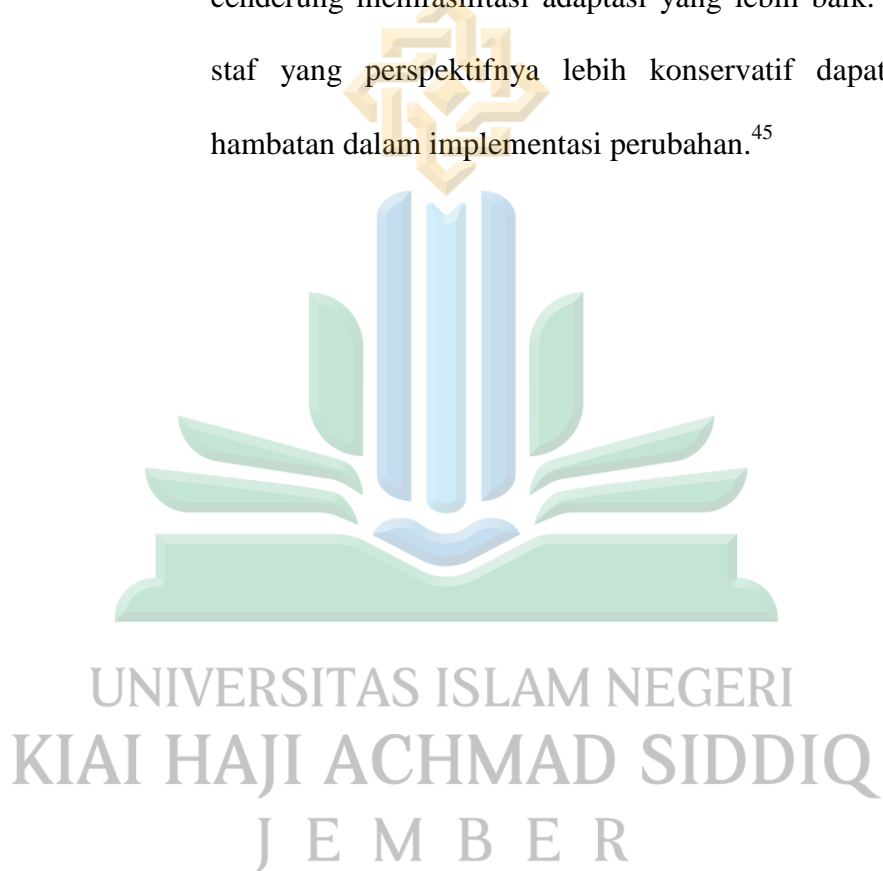 cenderung memfasilitasi adaptasi yang lebih baik.
staf yang perspektifnya lebih konservatif dapat
hambatan dalam implementasi perubahan.45
UNIVERSITAS ISLAM NEGERI
KIAI HAJI ACHMAD SIDDIQ
JEMBER